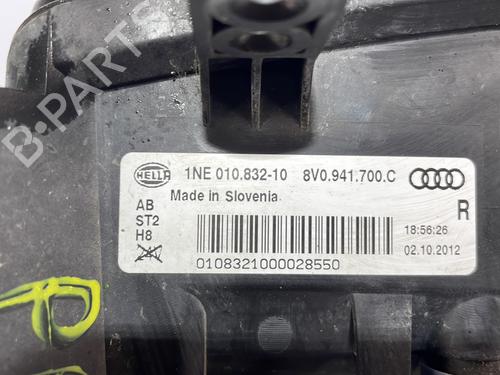 B-PARTS
HELLA 1NE 010.832-10 8V0.941.700.C
Made in Slovenia
R
AB
ST2
H8
18:56:26
02.10.2012
0108321000028550